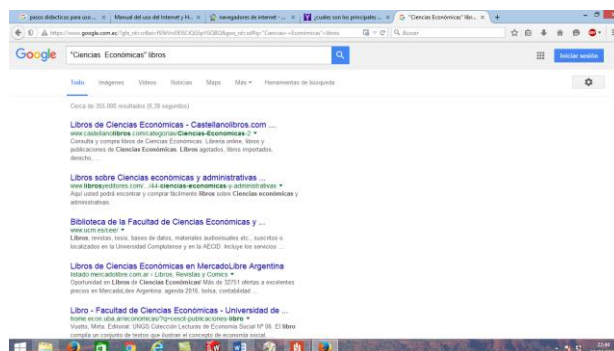 pasos didacticos para uso ...
Manual del uso del Internet y H...
navegadores de internet - ...
¿cuales son los principales ...
"Ciencias Económicas" libr...
Buscar
Google
"Ciencias Económicas" libros
Iniciar sesión
Todo Imágenes Vídeos Noticias Maps Más Herramientas de búsqueda
Cerca de 355.000 resultados (0,39 segundos)
Libros de Ciencias Económicas - Castellanolibros.com ...
www.castellanolibros.com/categorias/Ciencias-Economicas-2
Consulta y compra libros de Ciencias Económicas. Librería online, libros y
publicaciones de Ciencias Económicas. Libros agotados, libros importados,
derecho, ...
Libros sobre Ciencias económicas y administrativas ...
www.librosyeditores.com/.../44-ciencias-economicas-y-administrativas
Aquí usted podrá encontrar y comprar fácilmente libros sobre Ciencias económicas y
administrativas.
Biblioteca de la Facultad de Ciencias Económicas y ...
www.ucm.es/cee/
Libros, revistas, tesis, bases de datos, materiales audiovisuales etc., suscritos o
localizados en la Universidad Complutense y en la AECID. Incluye los servicios ...
Libros de Ciencias Económicas en MercadoLibre Argentina
listado.mercadolibre.com.ar › Libros, Revistas y Comics
Oportunidad en Libros de Ciencias Económicas! Más de 32751 ofertas a excelentes
precios en MercadoLibre Argentina: agenda 2016, bolsa, contabilidad ...
Libro - Facultad de Ciencias Económicas - Universidad de ...
home.econ.uba.ar/economicas/?q=cesot-publicaciones-libro
Vuotto, Mirta. Editorial: UNGS Colección Lecturas de Economía Social Nº 06. El libro
compila un conjunto de textos que ilustran el concepto de economía social...